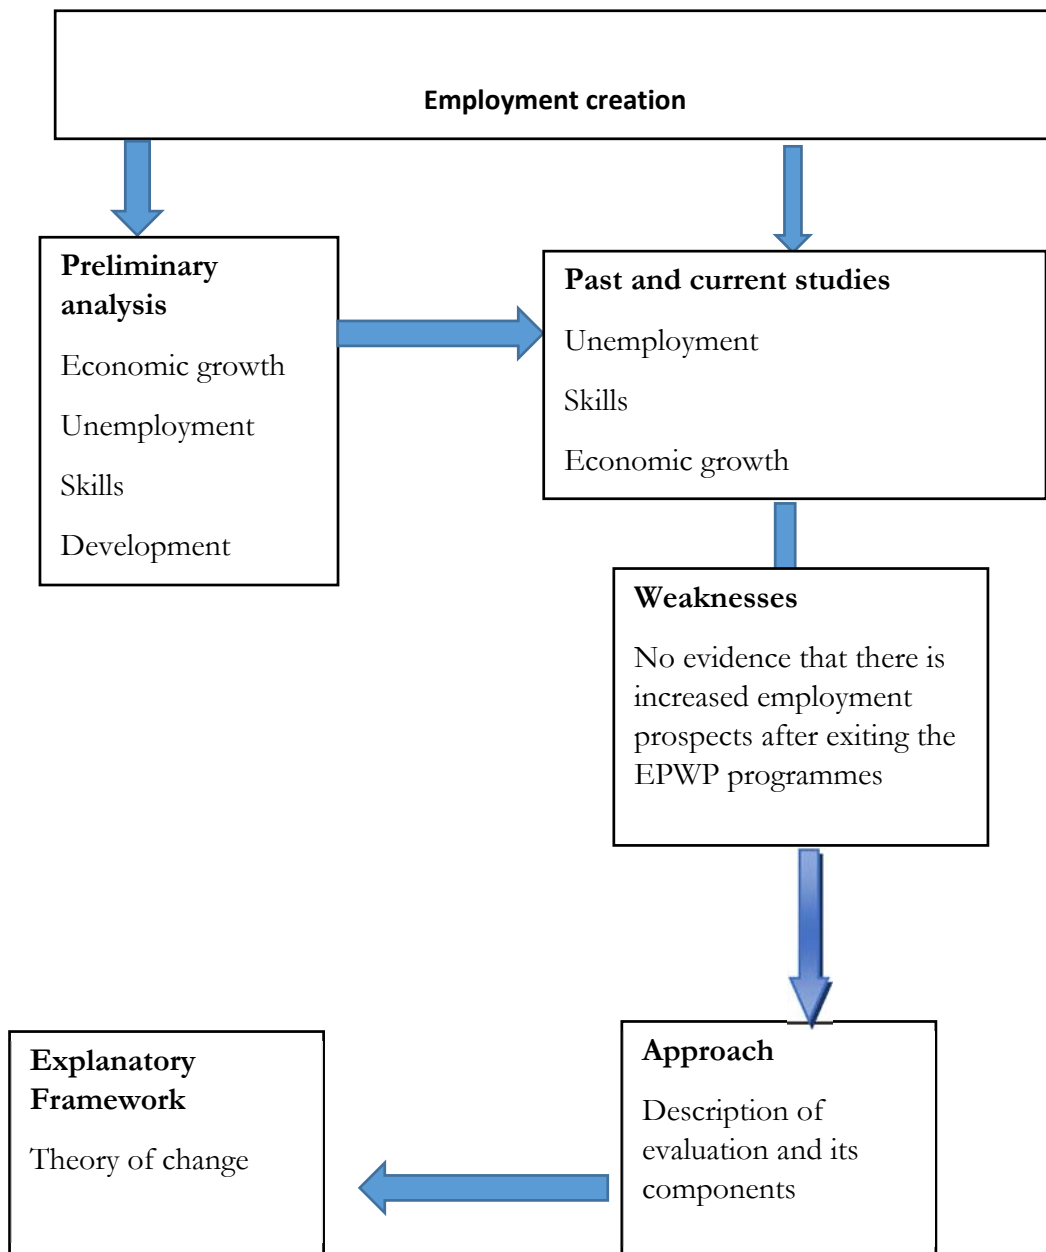 Employment creation
Preliminary
analysis
Economic growth
Unemployment
Skills
Development
Past and current studies
Unemployment
Skills
Economic growth
Weaknesses
No evidence that there is
increased employment
prospects after exiting the
EPWP programmes
Approach
Description of
evaluation and its
components
Explanatory
Framework
Theory of change